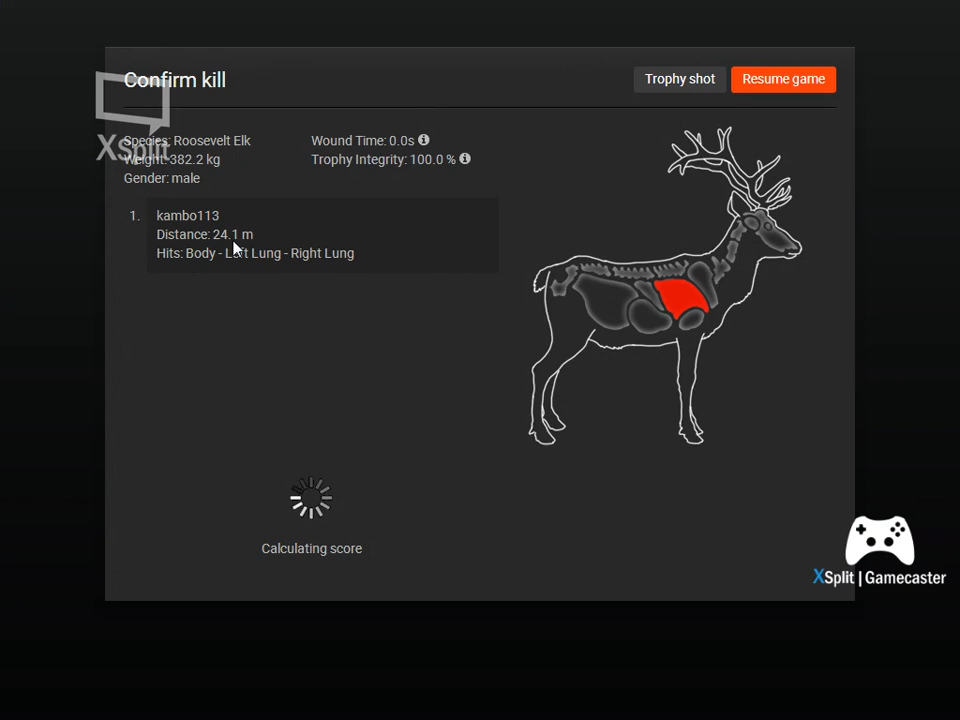 Confirm kill
Trophy shot
Resume game
XSplit
Species: Roosevelt Elk
Weight: 382.2 kg
Gender: male
Wound Time: 0.0s
Trophy Integrity: 100.0 %
1. kambo113
Distance: 24.1 m
Hits: Body - Left Lung - Right Lung
Calculating score
XSplit | Gamecaster